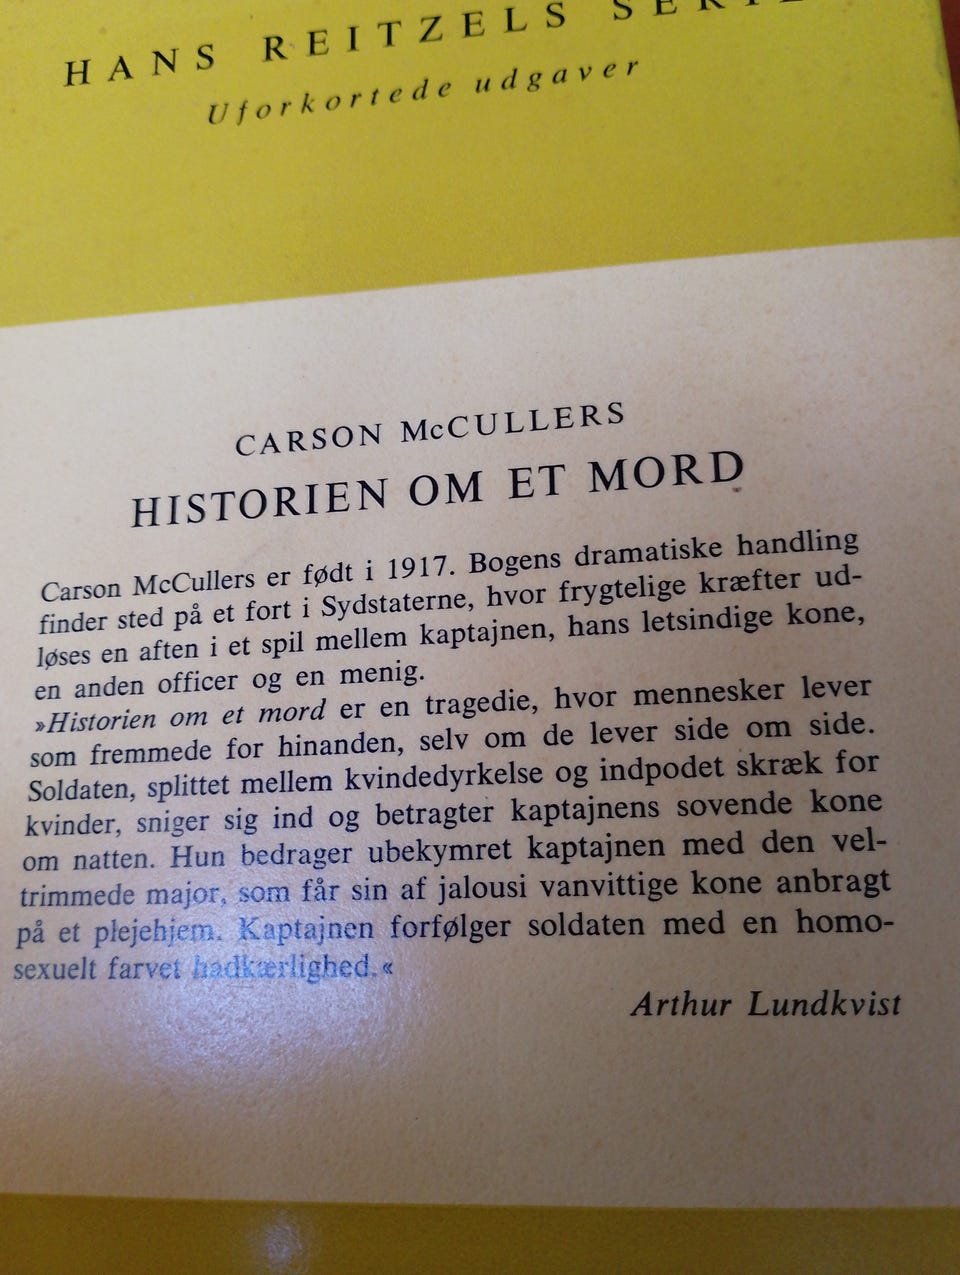 HANS REITZELS SERIE
Uforkortede udgaver
CARSON McCULLERS
HISTORIEN OM ET MORD
Carson McCullers er født i 1917. Bogens dramatiske handling
finder sted på et fort i Sydstaterne, hvor frygtelige kræfter ud-
løses en aften i et spil mellem kaptajnen, hans letsindige kone,
en anden officer og en menig.
»Historien om et mord er en tragedie, hvor mennesker lever
som fremmede for hinanden, selv om de lever side om side.
Soldaten, splittet mellem kvindedyrkelse og indpodet skræk for
kvinder, sniger sig ind og betragter kaptajnens sovende kone
om natten. Hun bedrager ubekymret kaptajnen med den vel-
trimmede major, som får sin af jalousi vanvittige kone anbragt
på et plejehjem. Kaptajnen forfølger soldaten med en homo-
sexuelt farvet hadkærlighed.«
Arthur Lundkvist